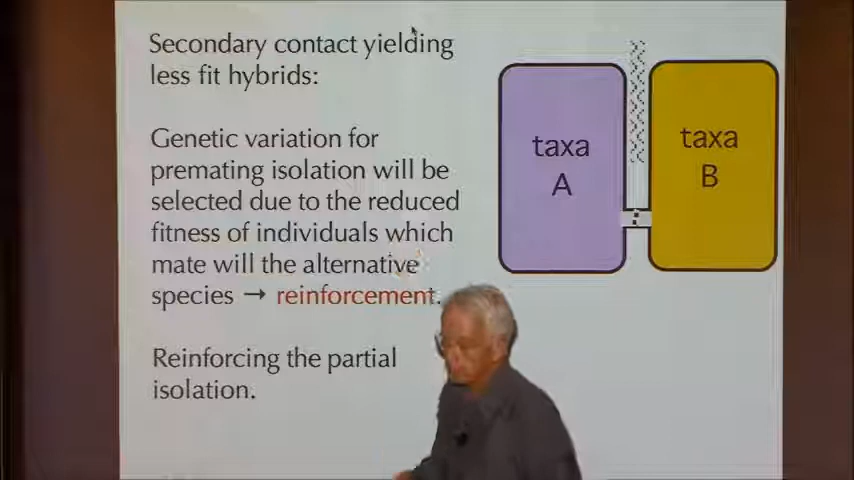 Secondary contact yielding
less fit hybrids:
Genetic variation for
premating isolation will be
selected due to the reduced
fitness of individuals which
mate will the alternative
species → reinforcement.
Reinforcing the partial
isolation.
taxa
A
taxa
B